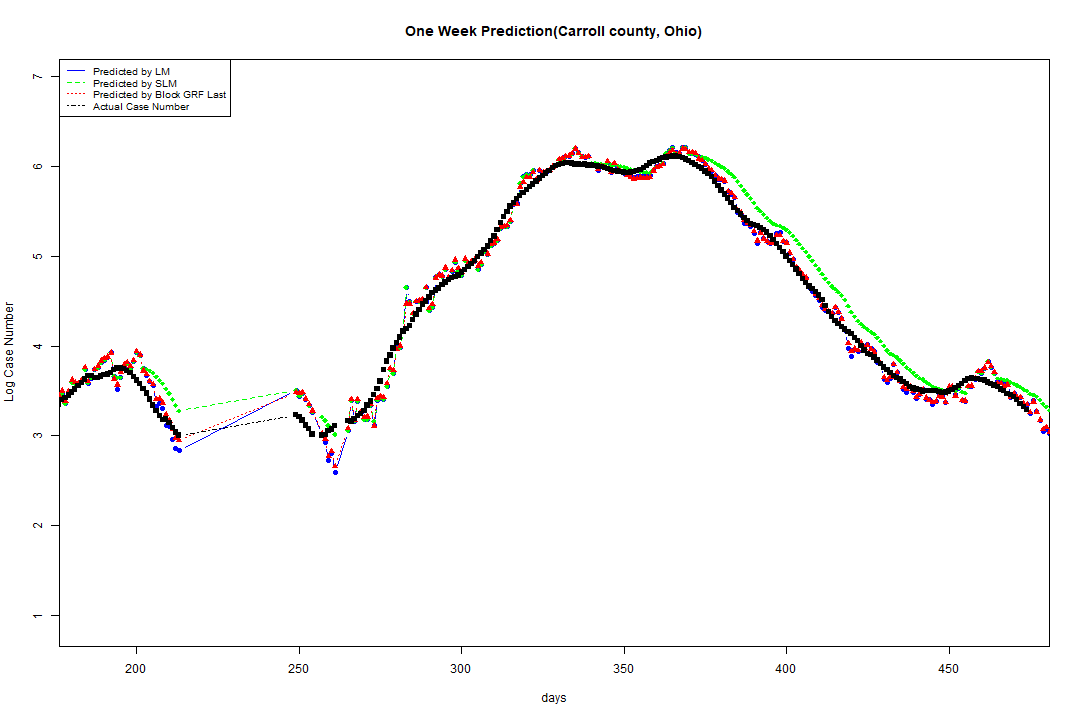 One Week Prediction(Carroll county, Ohio)
Predicted by LM
Predicted by SLM
Predicted by Block GRF Last
Actual Case Number
7
6
5
4
3
2
1
Log Case Number
200 250 300 350 400 450
days